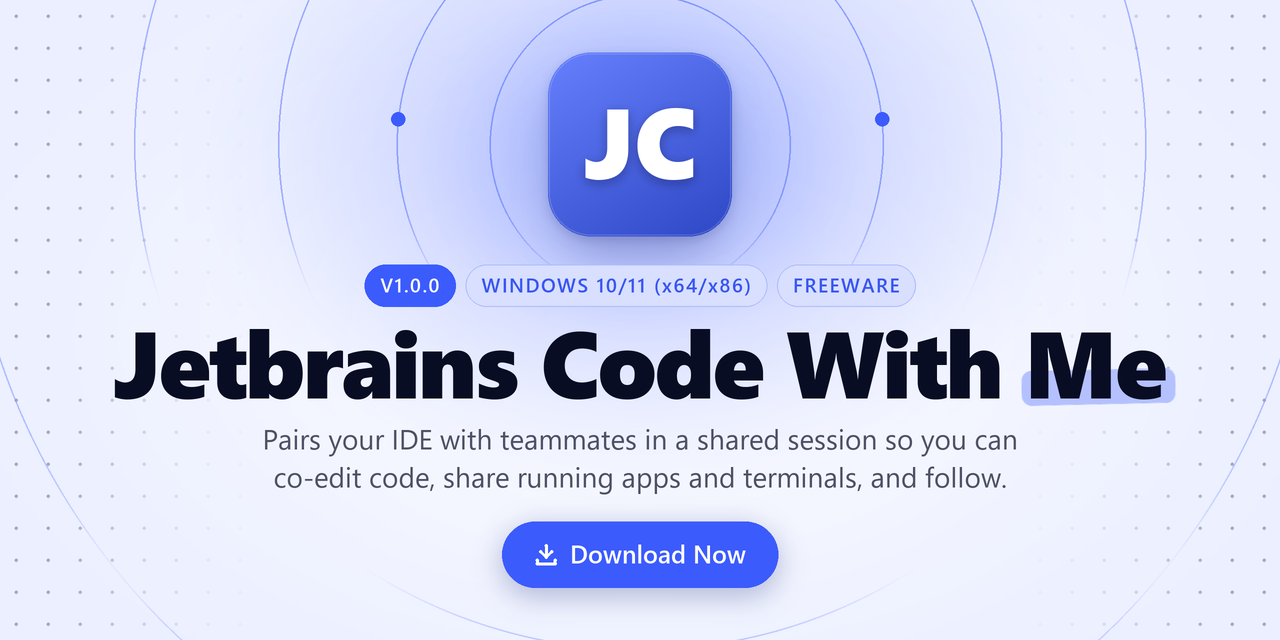 JC
V1.0.0
WINDOWS 10/11 (x64/x86)
FREEWARE
Jetbrains Code With Me
Pairs your IDE with teammates in a shared session so you can
co-edit code, share running apps and terminals, and follow.
Download Now